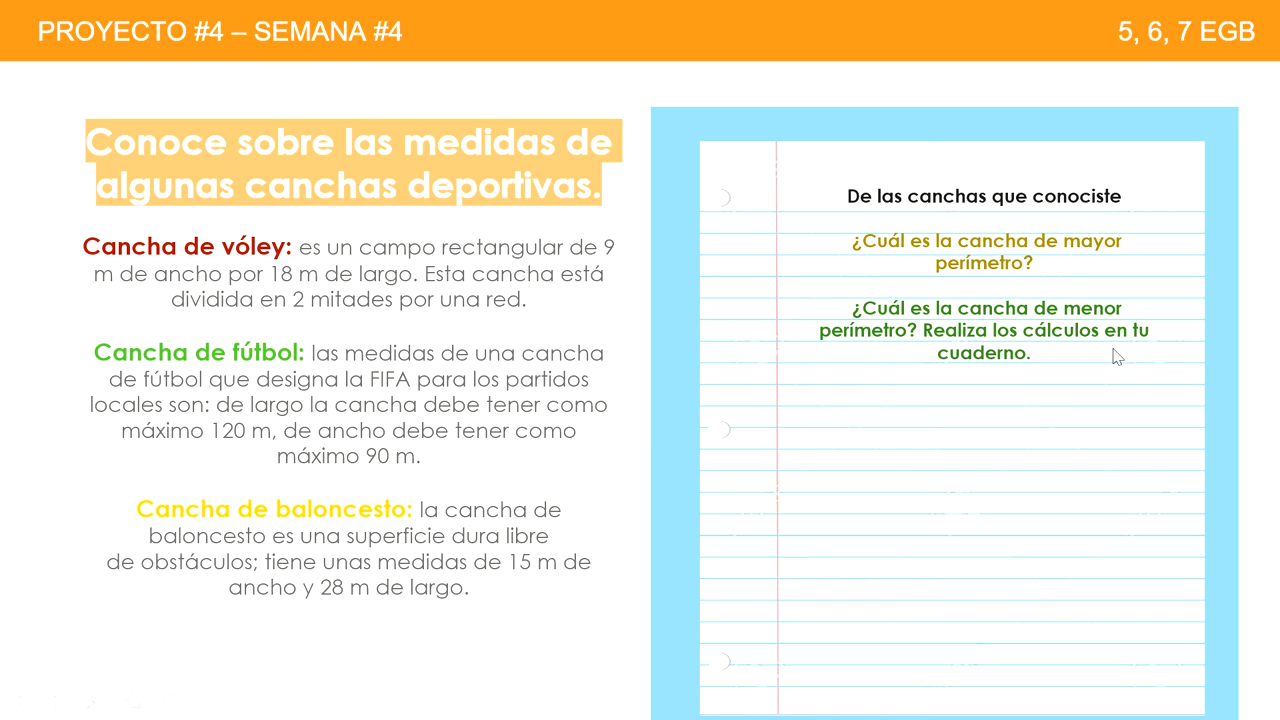 PROYECTO #4 – SEMANA #4
5, 6, 7 EGB
Conoce sobre las medidas de
algunas canchas deportivas.
Cancha de vóley: es un campo rectangular de 9
m de ancho por 18 m de largo. Esta cancha está
dividida en 2 mitades por una red.
Cancha de fútbol: las medidas de una cancha
de fútbol que designa la FIFA para los partidos
locales son: de largo la cancha debe tener como
máximo 120 m, de ancho debe tener como
máximo 90 m.
Cancha de baloncesto: la cancha de
baloncesto es una superficie dura libre
de obstáculos; tiene unas medidas de 15 m de
ancho y 28 m de largo.
De las canchas que conociste
¿Cuál es la cancha de mayor
perímetro?
¿Cuál es la cancha de menor
perímetro? Realiza los cálculos en tu
cuaderno.